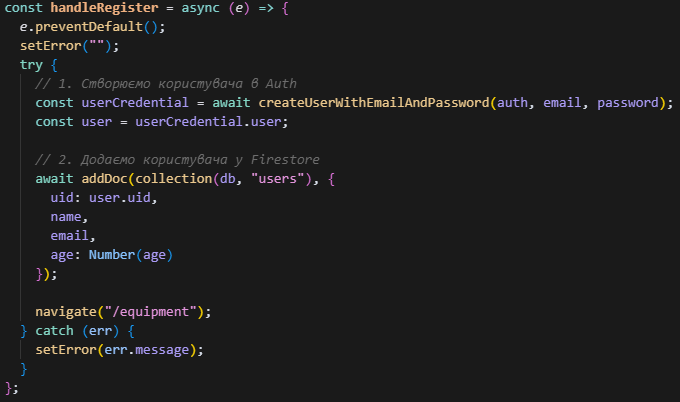 const handleRegister = async (e) => {
  e.preventDefault();
  setError("");
  try {
    // 1. Створюємо користувача в Auth
    const userCredential = await createUserWithEmailAndPassword(auth, email, password);
    const user = userCredential.user;

    // 2. Додаємо користувача у Firestore
    await addDoc(collection(db, "users"), {
      uid: user.uid,
      name,
      email,
      age: Number(age)
    });

    navigate("/equipment");
  } catch (err) {
    setError(err.message);
  }
};